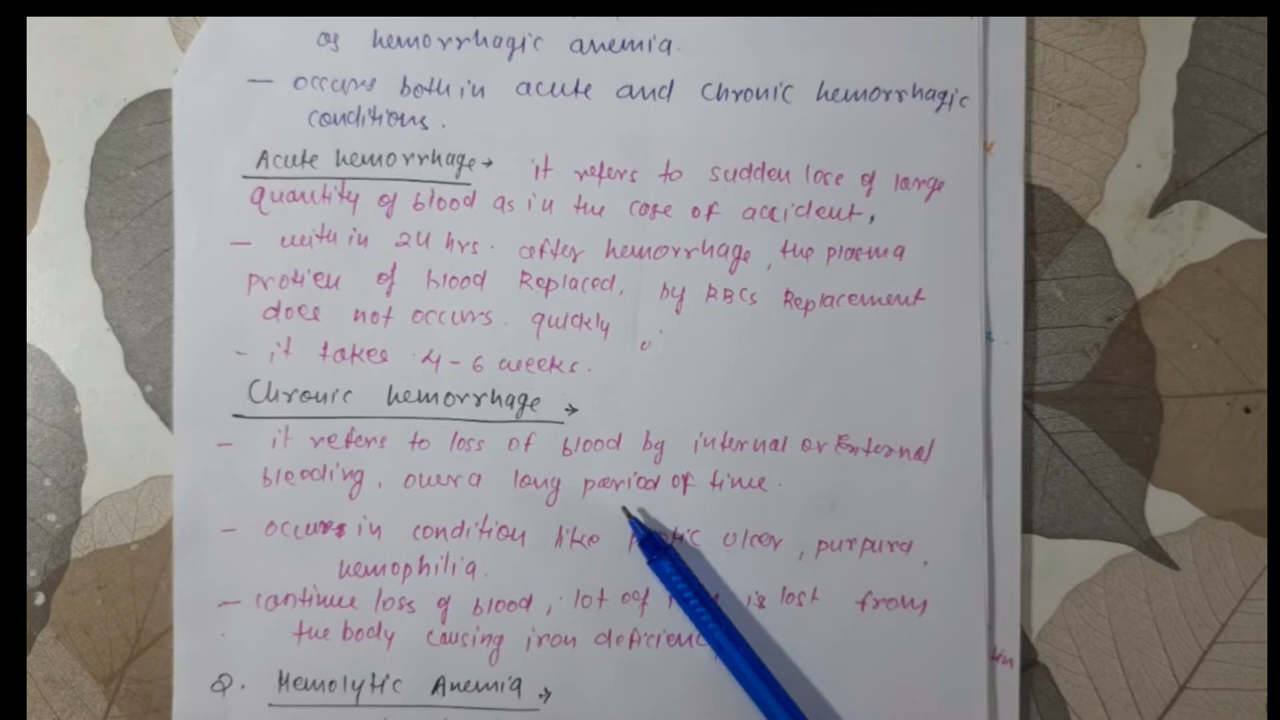 of hemorrhagic anemia.
— occurs both in acute and chronic hemorrhagic
conditions.
Acute hemorrhage → it refers to sudden lose of large
quantity of blood as in the case of accident,
— with in 24 hrs. after hemorrhage, the plasma
protien of blood Replaced, by RBCs Replacement
does not occurs quickly
- it takes 4-6 weeks.
Chronic hemorrhage →
- it refers to loss of blood by internal or External
bleeding, over a long period of time.
- occurs in condition like ulcer, purpura,
hemophilia.
- continue loss of blood, lot of is lost from
the body causing iron
Q. Hemolytic Anemia →